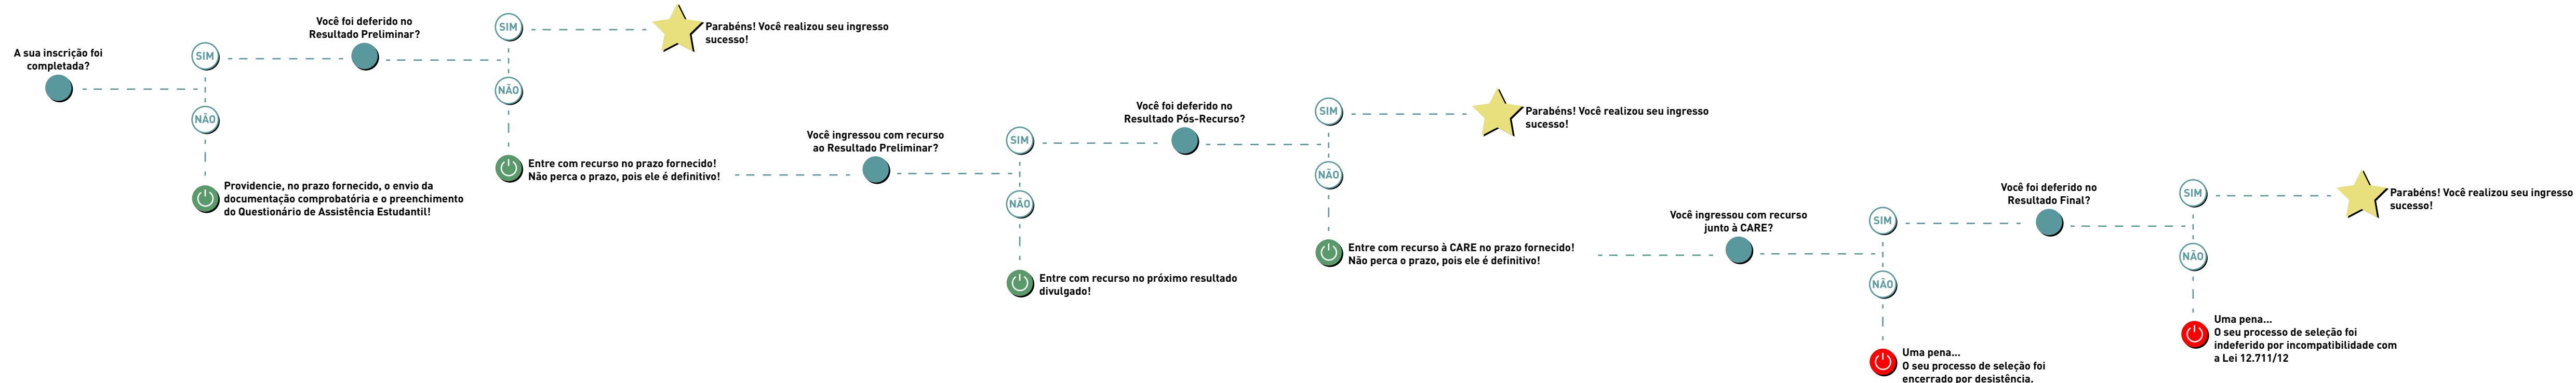 A sua inscrição foi
completada?
SIM
NÃO
Providencie, no prazo fornecido, o envio da
documentação comprobatória e o preenchimento
do Questionário de Assistência Estudantil!
Você foi deferido no
Resultado Preliminar?
SIM
Parabéns! Você realizou seu ingresso
sucesso!
NÃO
Entre com recurso no prazo fornecido!
Não perca o prazo, pois ele é definitivo!
Você ingressou com recurso
ao Resultado Preliminar?
SIM
NÃO
Entre com recurso no próximo resultado
divulgado!
Você foi deferido no
Resultado Pós-Recurso?
SIM
Parabéns! Você realizou seu ingresso
sucesso!
NÃO
Entre com recurso à CARE no prazo fornecido!
Não perca o prazo, pois ele é definitivo!
Você ingressou com recurso
junto à CARE?
SIM
NÃO
Uma pena...
O seu processo de seleção foi
encerrado por desistência.
Você foi deferido no
Resultado Final?
SIM
Parabéns! Você realizou seu ingresso
sucesso!
NÃO
Uma pena...
O seu processo de seleção foi
indeferido por incompatibilidade com
a Lei 12.711/12